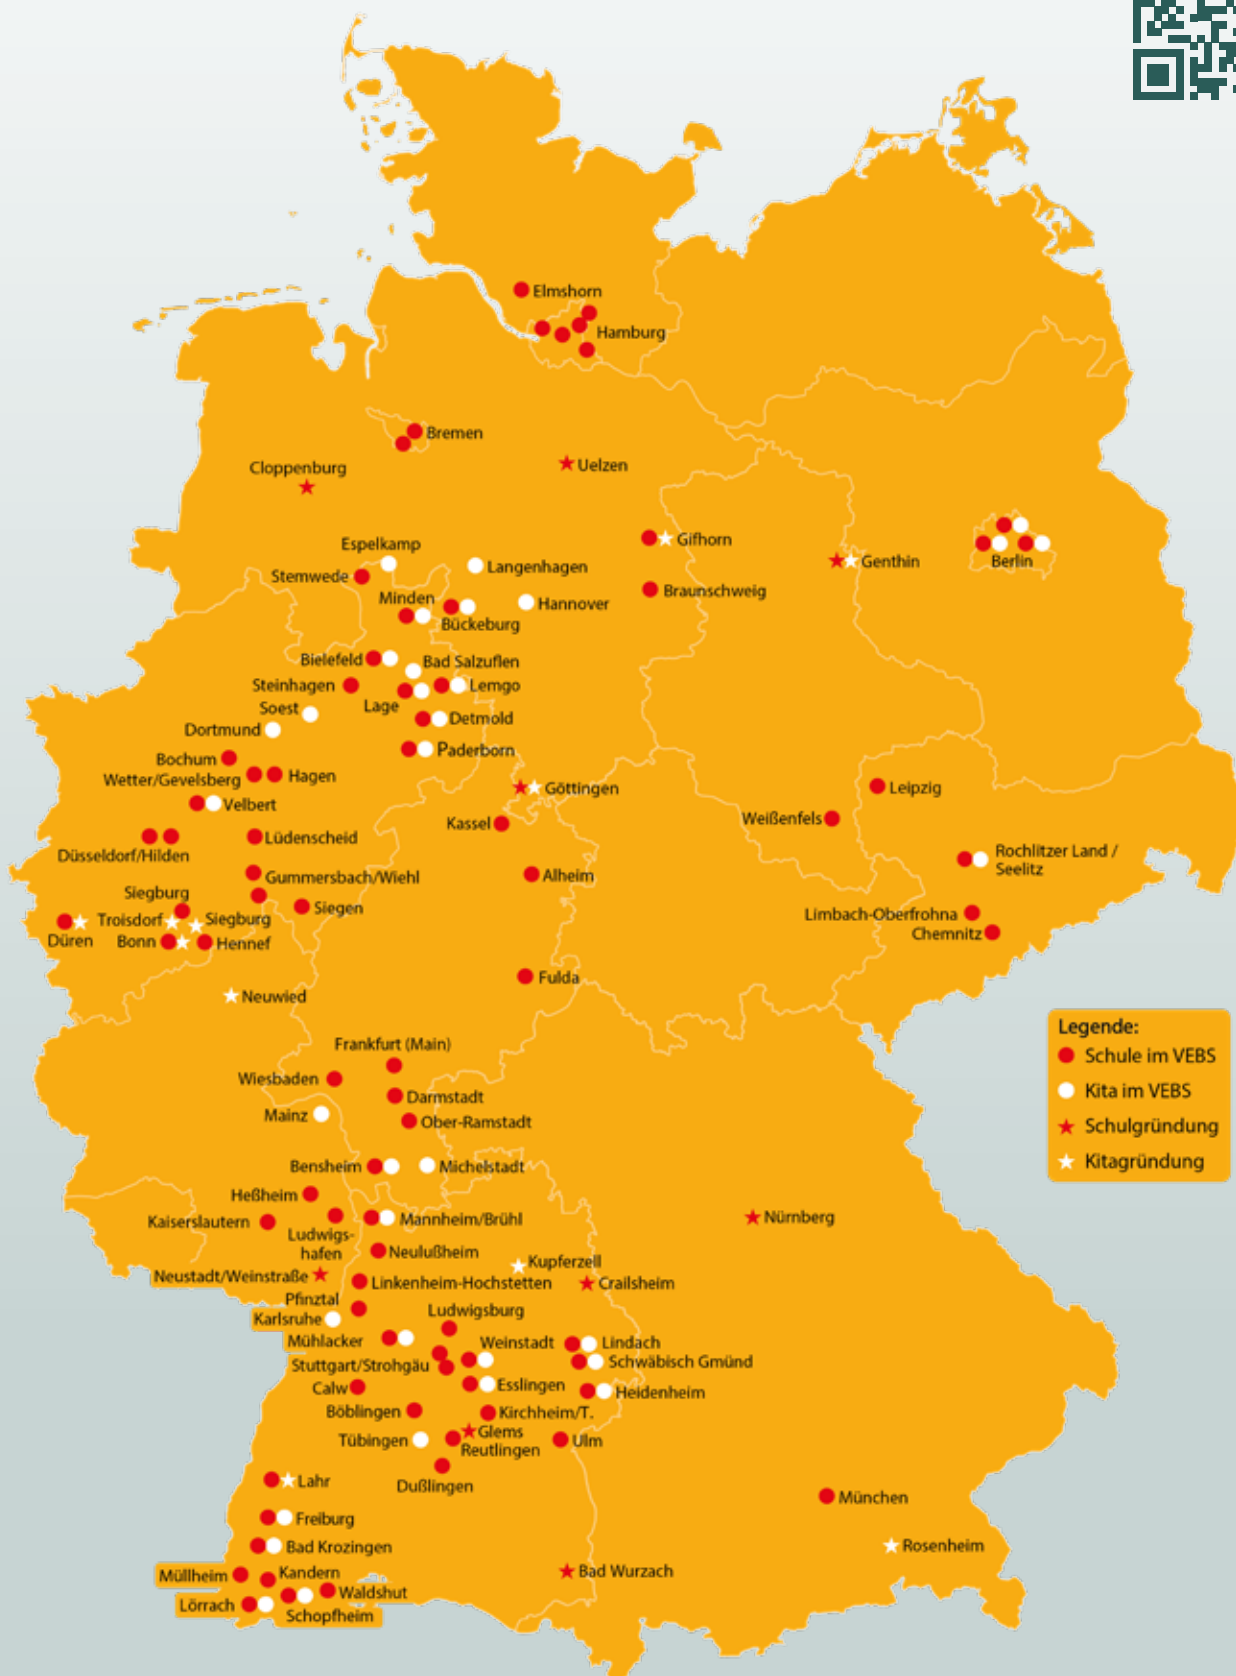 Elmshorn
Hamburg
Bremen
Cloppenburg
Uelzen
Espelkamp
Gifhorn
Genthin
Berlin
Stemwede
Langenhagen
Minden
Hannover
Braunschweig
Bückeburg
Bielefeld
Bad Salzuflen
Steinhagen
Lage
Lemgo
Soest
Detmold
Dortmund
Paderborn
Bochum
Wetter/Gevelsberg
Hagen
Göttingen
Leipzig
Velbert
Kassel
Weißenfels
Düsseldorf/Hilden
Lüdenscheid
Rochlitzer Land /
Seelitz
Gummersbach/Wiehl
Alheim
Siegburg
Siegen
Troisdorf
Siegburg
Limbach-Oberfrohna
Düren
Bonn
Hennef
Chemnitz
Fulda
Neuwied
Legende:
Schule im VEBS
Kita im VEBS
Schulgründung
Kitagründung
Frankfurt (Main)
Wiesbaden
Darmstadt
Mainz
Ober-Ramstadt
Bensheim
Michelstadt
Heßheim
Kaiserslautern
Ludwigs-
hafen
Mannheim/Brühl
Nürnberg
Neulußheim
Kupferzell
Neustadt/Weinstraße
Linkenheim-Hochstetten
Crailsheim
Pfinztal
Karlsruhe
Ludwigsburg
Mühlacker
Weinstadt
Lindach
Stuttgart/Strohgäu
Schwäbisch Gmünd
Calw
Esslingen
Heidenheim
Böblingen
Kirchheim/T.
Tübingen
Glems
Reutlingen
Ulm
Dußlingen
Lahr
München
Freiburg
Bad Krozingen
Rosenheim
Müllheim
Kandern
Bad Wurzach
Waldshut
Lörrach
Schopfheim